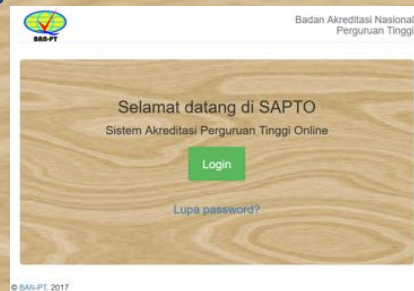 BAN-PT
Badan Akreditasi Nasional
Perguruan Tinggi
Selamat datang di SAPTO
Sistem Akreditasi Perguruan Tinggi Online
Login
Lupa password?
© BAN-PT, 2017